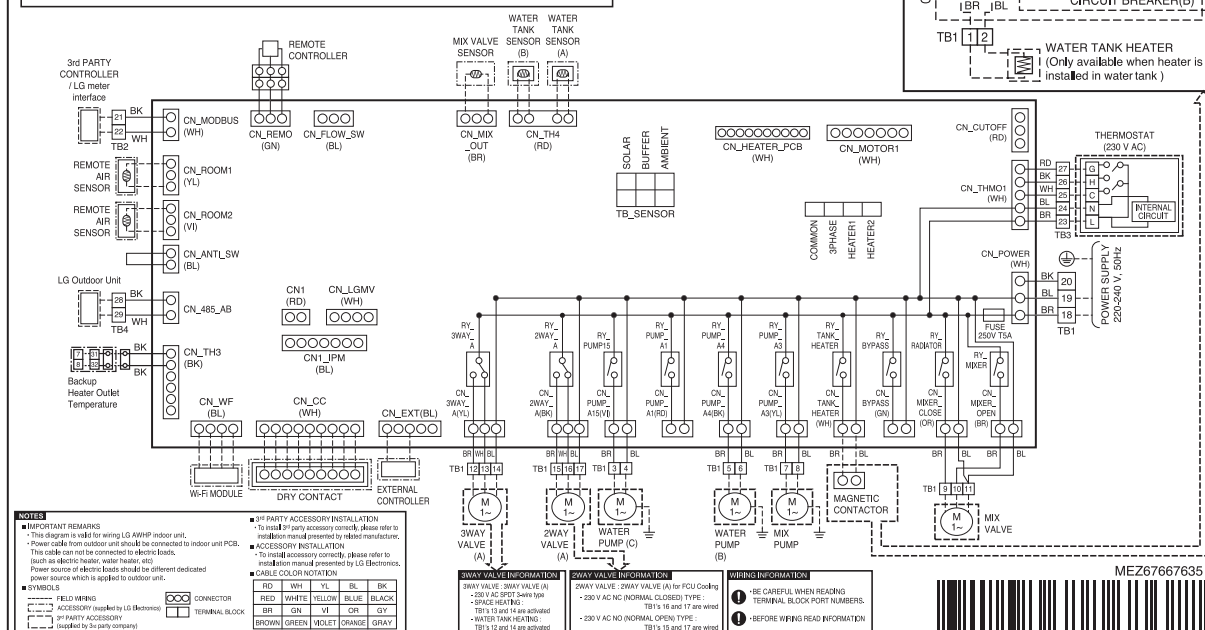 BR BL
CIRCUIT BREAKER(B)
TB1 1 2
WATER TANK HEATER
(Only available when heater is
installed in water tank )
3rd PARTY
CONTROLLER
/ LG meter
interface
REMOTE
CONTROLLER
MIX VALVE
SENSOR
WATER
TANK
SENSOR
(B)
WATER
TANK
SENSOR
(A)
21 BK
22 WH
TB2
CN_MODBUS
(WH)
CN_REMO
(GN)
CN_FLOW_SW
(BL)
CN_MIX
_OUT
(BR)
CN_TH4
(RD)
SOLAR
BUFFER
AMBIENT
TB_SENSOR
CN_HEATER_PCB
(WH)
CN_MOTOR1
(WH)
CN_CUTOFF
(RD)
THERMOSTAT
(230 V AC)
CN_THMO1
(WH)
RD 27 G
BK 26 H
WH 25 C
BL 24 N
BR 23 L
TB3
INTERNAL
CIRCUIT
REMOTE
AIR
SENSOR
CN_ROOM1
(YL)
REMOTE
AIR
SENSOR
CN_ROOM2
(VI)
CN_ANTI_SW
(BL)
COMMON
3PHASE
HEATER1
HEATER2
CN_POWER
(WH)
BK 20
BL 19
BR 18
TB1
POWER SUPPLY
220-240 V, 50Hz
FUSE
250V T5A
LG Outdoor Unit
28 BK
29 WH
TB4
CN_485_AB
CN1
(RD)
CN_LGMV
(WH)
CN1_IPM
(BL)
7 31 BK
8 32 BK
CN_TH3
(BK)
Backup
Heater Outlet
Temperature
RY_
3WAY_
A
RY_
2WAY_
A
RY_
PUMP15
RY_
PUMP_
A1
RY_
PUMP_
A4
RY_
PUMP_
A3
RY_
TANK_
HEATER
RY_
BYPASS
RY_
RADIATOR
RY_
MIXER
CN_WF
(BL)
CN_CC
(WH)
CN_EXT(BL)
CN_
3WAY_
A(YL)
CN_
2WAY_
A(BK)
CN_
PUMP_
A15(VI)
CN_
PUMP_
A1(RD)
CN_
PUMP_
A4(BK)
CN_
PUMP_
A3(YL)
CN_
TANK_
HEATER
(WH)
CN_
BYPASS
(GN)
CN_
MIXER_
CLOSE
(OR)
CN_
MIXER_
OPEN
(BR)
BR WH BL
BR WH BL
BR BL
BR BL
BR BL
BR BL
BR BL
BL
TB1 12 13 14
TB1 15 16 17
TB1 3 4
TB1 5 6
TB1 7 8
TB1 9 10 11
Wi-Fi MODULE
DRY CONTACT
EXTERNAL
CONTROLLER
M
1~
3WAY
VALVE
(A)
M
1~
2WAY
VALVE
(A)
M
1~
WATER
PUMP (C)
M
1~
WATER
PUMP
(B)
M
1~
MIX
PUMP
MAGNETIC
CONTACTOR
M
1~
MIX
VALVE
NOTES
■ IMPORTANT REMARKS
• This diagram is valid for wiring LG AWHP indoor unit.
• Power cable from outdoor unit should be connected to indoor unit PCB.
This cable can not be connected to electric loads.
(such as electric heater, water heater, etc)
Power source of electric loads should be different dedicated
power source which is applied to outdoor unit.
■ SYMBOLS
FIELD WIRING
ACCESSORY (supplied by LG Electronics)
3rd PARTY ACCESSORY
(supplied by 3rd party company)
CONNECTOR
TERMINAL BLOCK
■ 3rd PARTY ACCESSORY INSTALLATION
• To install 3rd party accessory correctly, please refer to
installation manual presented by related manufacturer.
■ ACCESSORY INSTALLATION
• To install accessory correctly, please refer to
installation manual presented by LG Electronics.
■ CABLE COLOR NOTATION
RD WH YL BL BK
RED WHITE YELLOW BLUE BLACK
BR GN VI OR GY
BROWN GREEN VIOLET ORANGE GRAY
3WAY VALVE INFORMATION
3WAY VALVE : 3WAY VALVE (A)
- 230 V AC SPDT 3-wire type
- SPACE HEATING :
TB1's 13 and 14 are activated
- WATER TANK HEATING :
TB1's 12 and 14 are activated
2WAY VALVE INFORMATION
2WAY VALVE : 2WAY VALVE (A) for FCU Cooling
- 230 V AC NC (NORMAL CLOSED) TYPE :
TB1's 16 and 17 are wired
- 230 V AC NO (NORMAL OPEN) TYPE :
TB1's 15 and 17 are wired
WIRING INFORMATION
• BE CAREFUL WHEN READING
TERMINAL BLOCK PORT NUMBERS.
• BEFORE WIRING READ INFORMATION
MEZ67667635